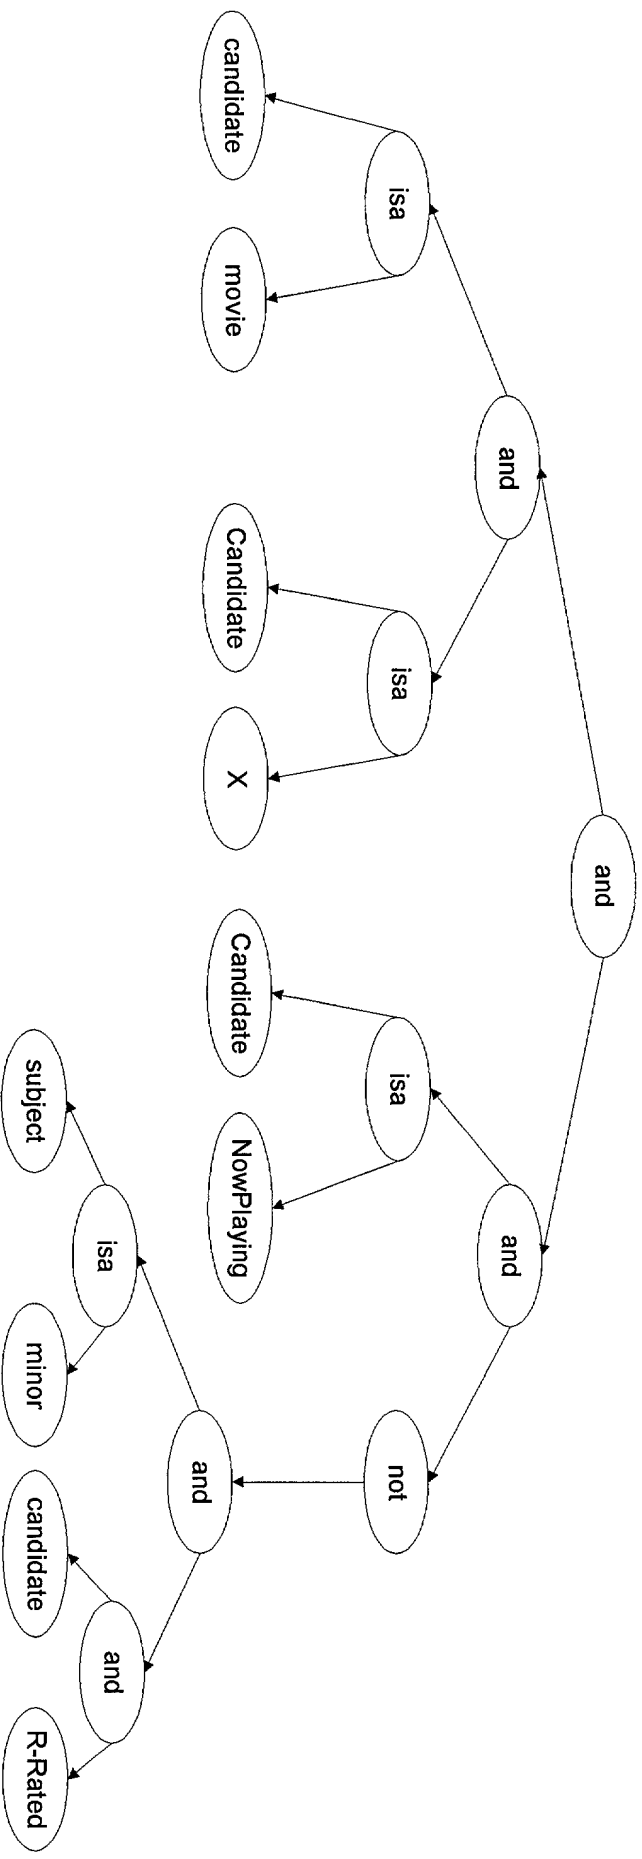 and
and
and
isa
isa
isa
not
candidate
movie
Candidate
X
Candidate
NowPlaying
and
isa
and
subject
minor
candidate
R-Rated